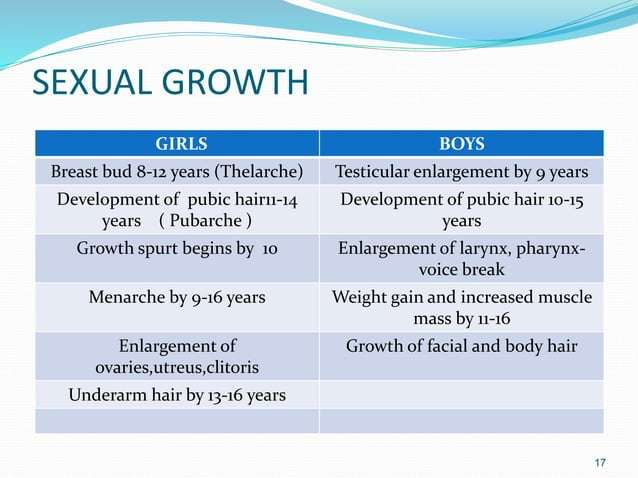 SEXUAL GROWTH
GIRLS
BOYS
Breast bud 8-12 years (Thelarche)
Testicular enlargement by 9 years
Development of pubic hair11-14
years ( Pubarche )
Development of pubic hair 10-15
years
Growth spurt begins by 10
Enlargement of larynx, pharynx-
voice break
Menarche by 9-16 years
Weight gain and increased muscle
mass by 11-16
Enlargement of
ovaries,utreus,clitoris
Growth of facial and body hair
Underarm hair by 13-16 years
17